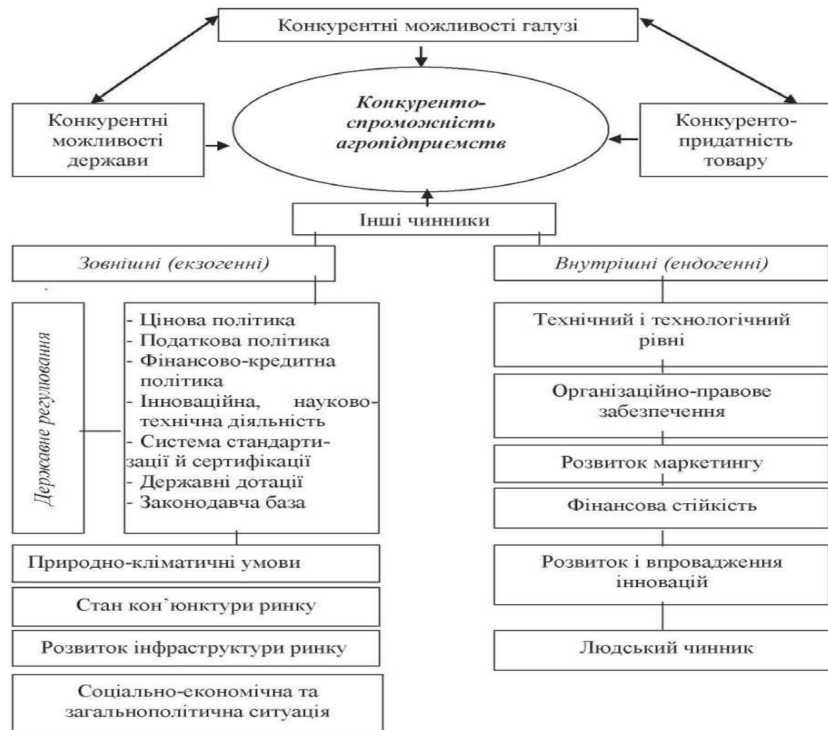 Конкурентні можливості галузі
Конкурентні
можливості
держави
Конкуренто-
спроможність
агропідприємств
Конкуренто-
придатність
товару
Інші чинники
Зовнішні (екзогенні)
Державне регулювання
- Цінова політика
- Податкова політика
- Фінансово-кредитна
політика
- Інноваційна, науково-
технічна діяльність
- Система стандарти-
зації й сертифікації
- Державні дотації
- Законодавча база
Природно-кліматичні умови
Стан кон’юнктури ринку
Розвиток інфраструктури ринку
Соціально-економічна та
загальнополітична ситуація
Внутрішні (ендогенні)
Технічний і технологічний
рівні
Організаційно-правове
забезпечення
Розвиток маркетингу
Фінансова стійкість
Розвиток і впровадження
інновацій
Людський чинник